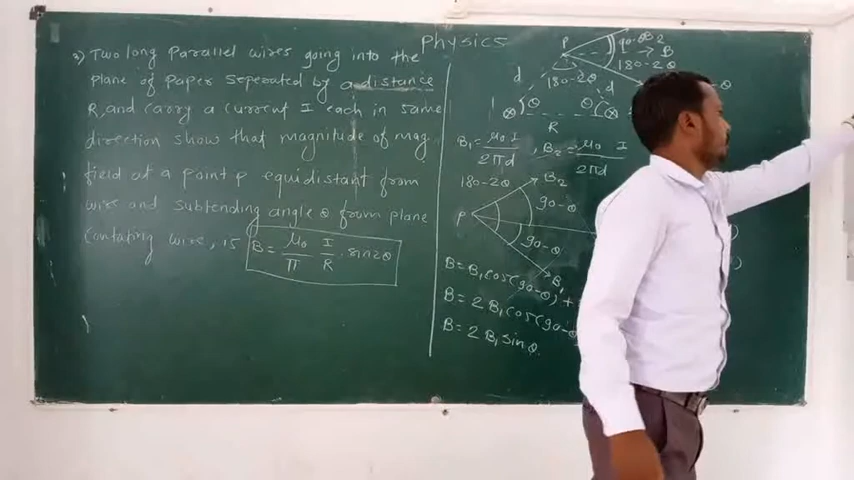 Physics
3) Two long parallel wires going into the
plane of paper seperated by a distance
R, and carry a current I each in same
direction show that magnitude of mag.
field at a point P equidistant from
wire and subtending angle θ from plane
Contating wire, is B = μ₀/π I/R . sin2θ
P 90-θ B2
B
180-2θ
-θ
d 180-2θ d
⊗ θ θ ⊗
R
B1 = μ₀ I/2πd , B2 = μ₀ I/2πd
180-2θ B2
90-θ
P
90-θ
B1
B = B1 cos(90-θ) +
B = 2 B1 cos(90-θ
B = 2 B1 sin θ.